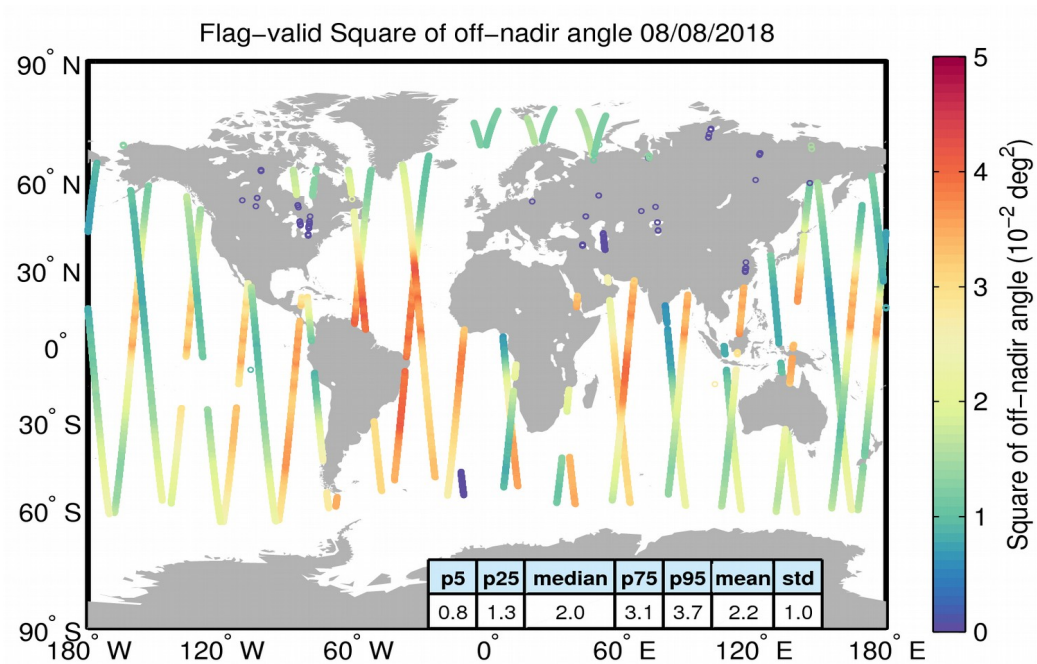 Flag−valid Square of off−nadir angle 08/08/2018
90° N
60° N
30° N
0°
30° S
60° S
90° S
180° W
120° W
60° W
0°
60° E
120° E
180° E
p5 p25 median p75 p95 mean std
0.8 1.3 2.0 3.1 3.7 2.2 1.0
5
4
3
2
1
0
Square of off−nadir angle (10⁻² deg²)